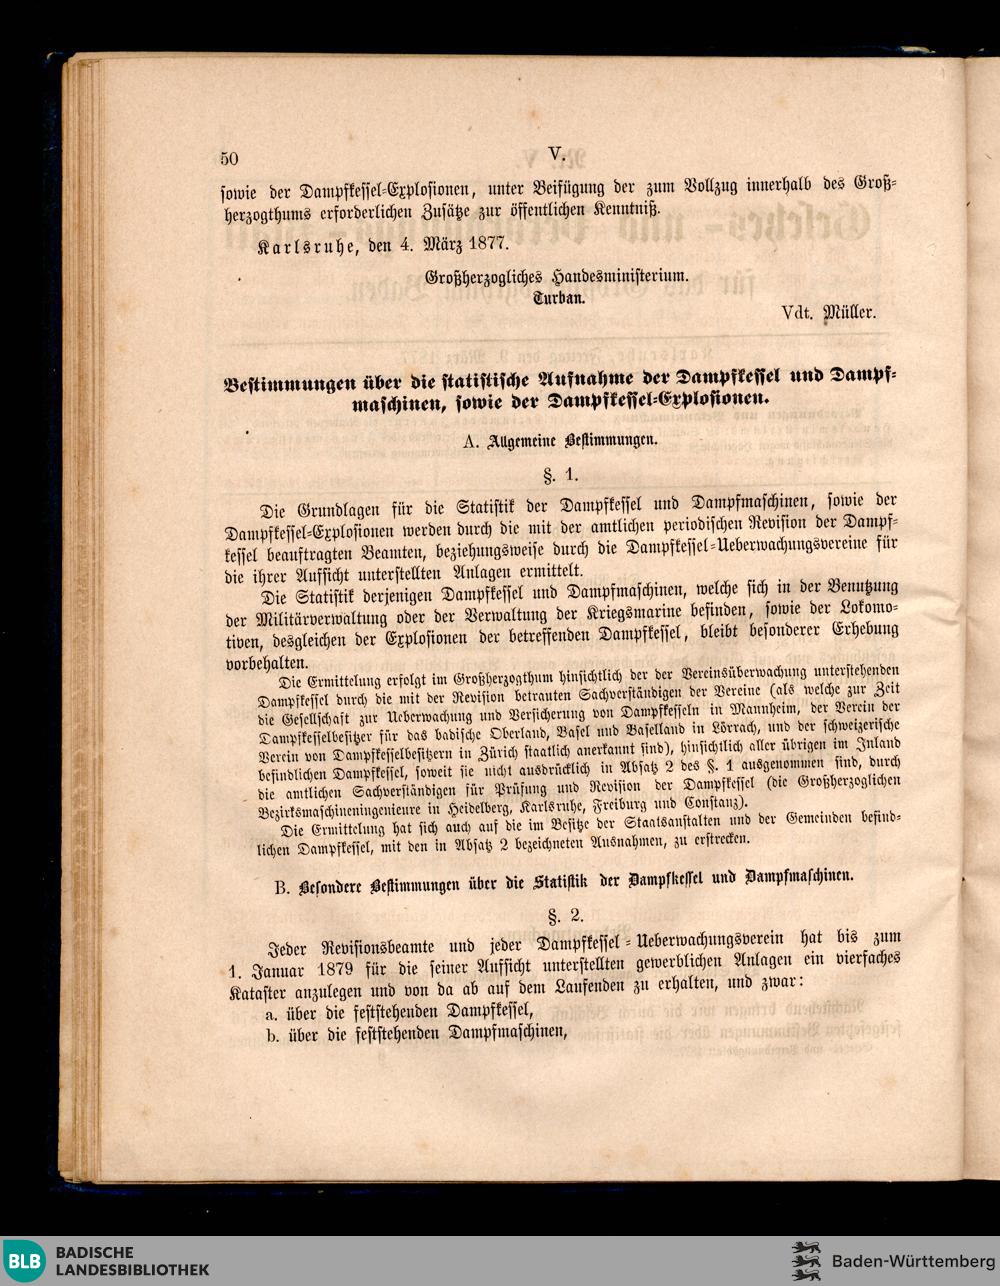 50
V.
sowie der Dampfkessel-Explosionen, unter Beifügung der zum Vollzug innerhalb des Groß-
herzogthums erforderlichen Zusätze zur öffentlichen Kenntniß.
Karlsruhe, den 4. März 1877.
Großherzogliches Handesministerium.
Turban.
Vdt. Müller.
Bestimmungen über die statistische Aufnahme der Dampfkessel und Dampf-
maschinen, sowie der Dampfkessel-Explosionen.
A. Allgemeine Bestimmungen.
§. 1.
Die Grundlagen für die Statistik der Dampfkessel und Dampfmaschinen, sowie der
Dampfkessel-Explosionen werden durch die mit der amtlichen periodischen Revision der Dampf-
kessel beauftragten Beamten, beziehungsweise durch die Dampfkessel-Ueberwachungsvereine für
die ihrer Aufsicht unterstellten Anlagen ermittelt.
Die Statistik derjenigen Dampfkessel und Dampfmaschinen, welche sich in der Benutzung
der Militärverwaltung oder der Verwaltung der Kriegsmarine befinden, sowie der Lokomo-
tiven, desgleichen der Explosionen der betreffenden Dampfkessel, bleibt besonderer Erhebung
vorbehalten.
Die Ermittelung erfolgt im Großherzogthum hinsichtlich der der Vereinsüberwachung unterstehenden
Dampfkessel durch die mit der Revision betrauten Sachverständigen der Vereine (als welche zur Zeit
die Gesellschaft zur Ueberwachung und Versicherung von Dampfkesseln in Mannheim, der Verein der
Dampfkesselbesitzer für das badische Oberland, Basel und Baselland in Lörrach, und der schweizerische
Verein von Dampfkesselbesitzern in Zürich staatlich anerkannt sind), hinsichtlich aller übrigen im Inland
befindlichen Dampfkessel, soweit sie nicht ausdrücklich in Absatz 2 des §. 1 ausgenommen sind, durch
die amtlichen Sachverständigen für Prüfung und Revision der Dampfkessel (die Großherzoglichen
Bezirksmaschineningenieure in Heidelberg, Karlsruhe, Freiburg und Constanz).
Die Ermittelung hat sich auch auf die im Besitze der Staatsanstalten und der Gemeinden befind-
lichen Dampfkessel, mit den in Absatz 2 bezeichneten Ausnahmen, zu erstrecken.
B. Besondere Bestimmungen über die Statistik der Dampfkessel und Dampfmaschinen.
§. 2.
Jeder Revisionsbeamte und jeder Dampfkessel-Ueberwachungsverein hat bis zum
1. Januar 1879 für die seiner Aufsicht unterstellten gewerblichen Anlagen ein vierfaches
Kataster anzulegen und von da ab auf dem Laufenden zu erhalten, und zwar:
a. über die feststehenden Dampfkessel,
b. über die feststehenden Dampfmaschinen,
BLB BADISCHE
LANDESBIBLIOTHEK
Baden-Württemberg